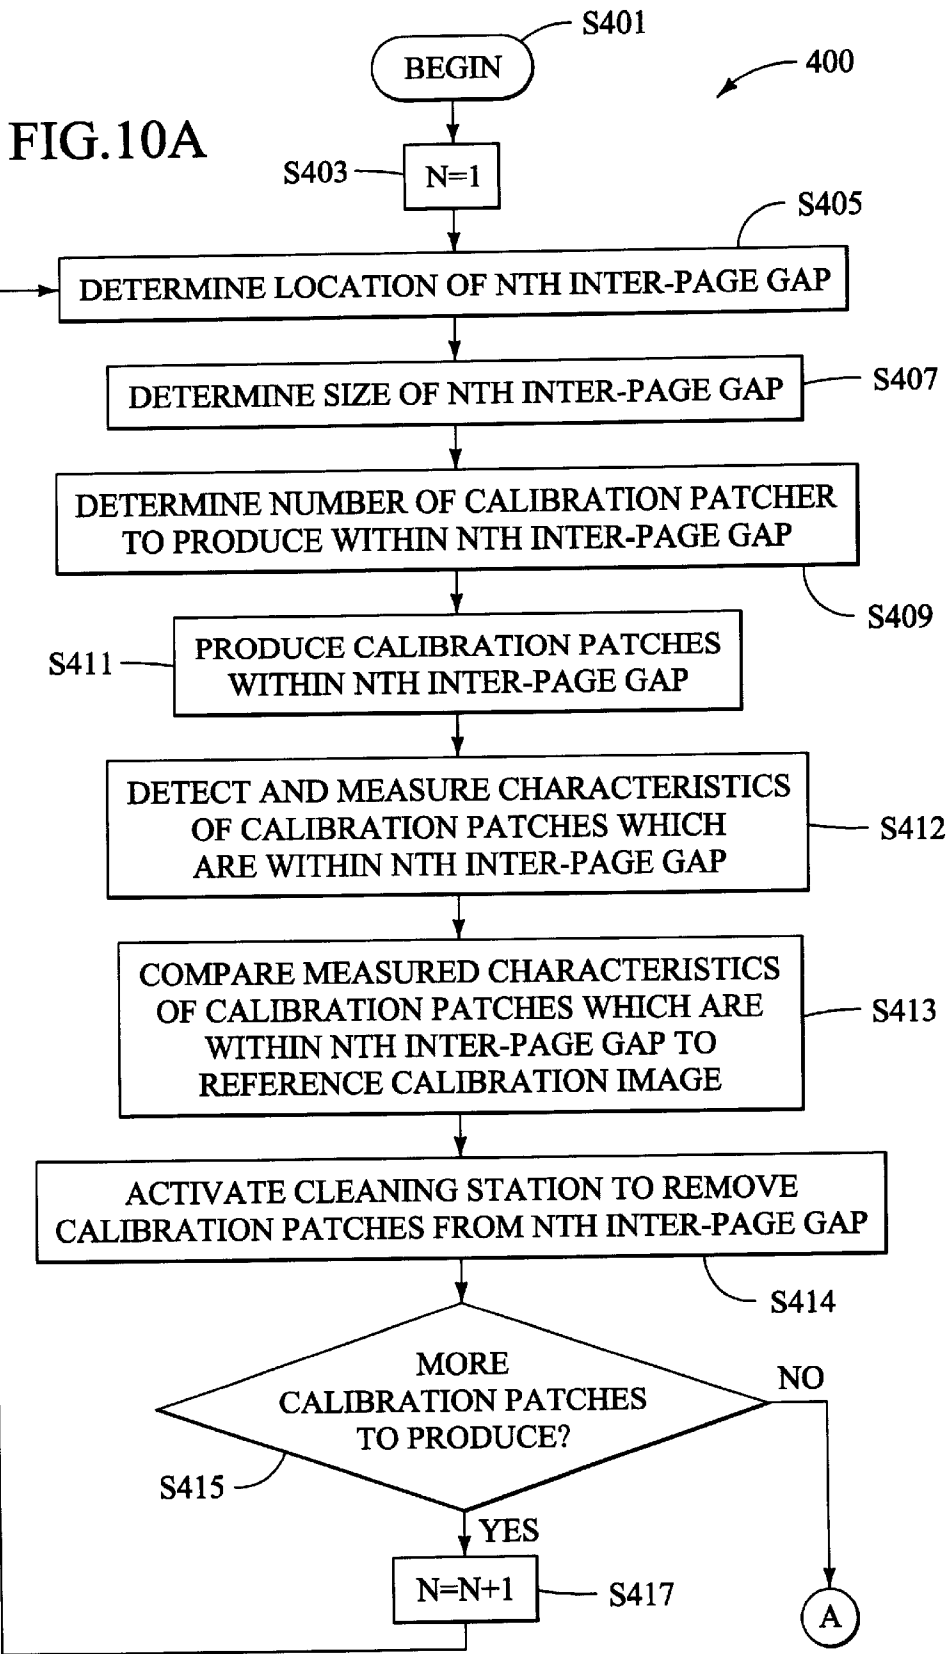 S401
BEGIN
400
FIG.10A
S403
N=1
S405
DETERMINE LOCATION OF NTH INTER-PAGE GAP
DETERMINE SIZE OF NTH INTER-PAGE GAP
S407
DETERMINE NUMBER OF CALIBRATION PATCHER
TO PRODUCE WITHIN NTH INTER-PAGE GAP
S409
S411
PRODUCE CALIBRATION PATCHES
WITHIN NTH INTER-PAGE GAP
DETECT AND MEASURE CHARACTERISTICS
OF CALIBRATION PATCHES WHICH
ARE WITHIN NTH INTER-PAGE GAP
S412
COMPARE MEASURED CHARACTERISTICS
OF CALIBRATION PATCHES WHICH ARE
WITHIN NTH INTER-PAGE GAP TO
REFERENCE CALIBRATION IMAGE
S413
ACTIVATE CLEANING STATION TO REMOVE
CALIBRATION PATCHES FROM NTH INTER-PAGE GAP
S414
MORE
CALIBRATION PATCHES
TO PRODUCE?
NO
S415
YES
N=N+1
S417
A